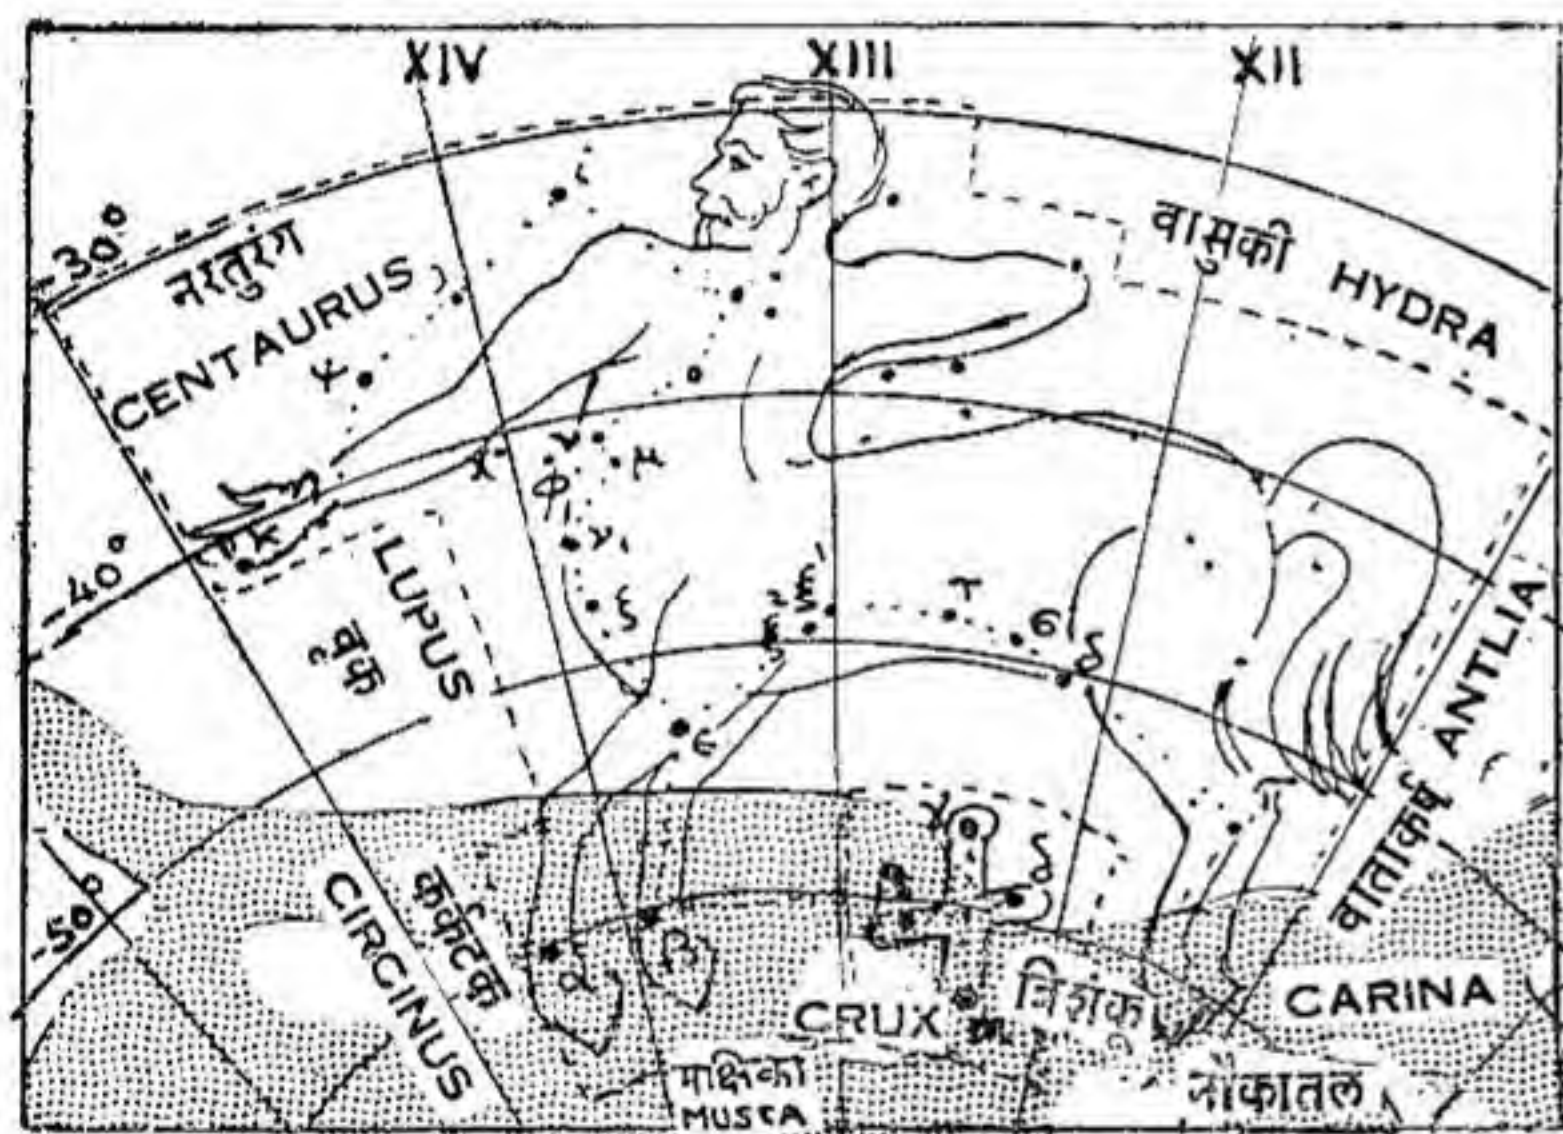 XIV
XIII
XII
-30°
नरतुरंग
CENTAURUS
वासुकी HYDRA
ψ
χ
ν
μ
φ
-40°
κ
LUPUS
वृक
ξ
τ
δ
ε
वाताकर्ष ANTLIA
γ
δ
-50°
कर्कटक
CIRCINUS
α
β
CRUX
त्रिशंकु
CARINA
मक्षिका
MUSCA
नौकातल